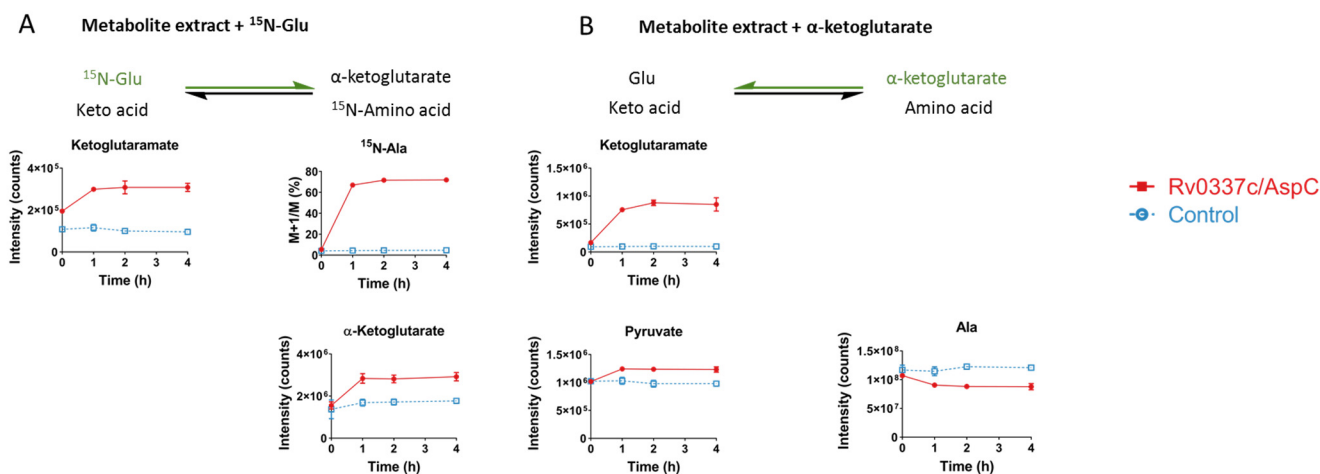 A Metabolite extract + ¹⁵N-Glu
B Metabolite extract + α-ketoglutarate
¹⁵N-Glu α-ketoglutarate
Keto acid ¹⁵N-Amino acid
Glu α-ketoglutarate
Keto acid Amino acid
Ketoglutaramate
Intensity (counts)
4×10⁵
2×10⁵
0
0 1 2 3 4
Time (h)
¹⁵N-Ala
M+1/M (%)
80
60
40
20
0
0 1 2 3 4
Time (h)
Ketoglutaramate
Intensity (counts)
1.5×10⁶
1×10⁶
5×10⁵
0
0 1 2 3 4
Time (h)
Rv0337c/AspC
Control
α-Ketoglutarate
Intensity (counts)
4×10⁶
2×10⁶
0
0 1 2 3 4
Time (h)
Pyruvate
Intensity (counts)
1.5×10⁶
1×10⁶
5×10⁵
0
0 1 2 3 4
Time (h)
Ala
Intensity (counts)
1.5×10⁸
1×10⁸
5×10⁷
0
0 1 2 3 4
Time (h)